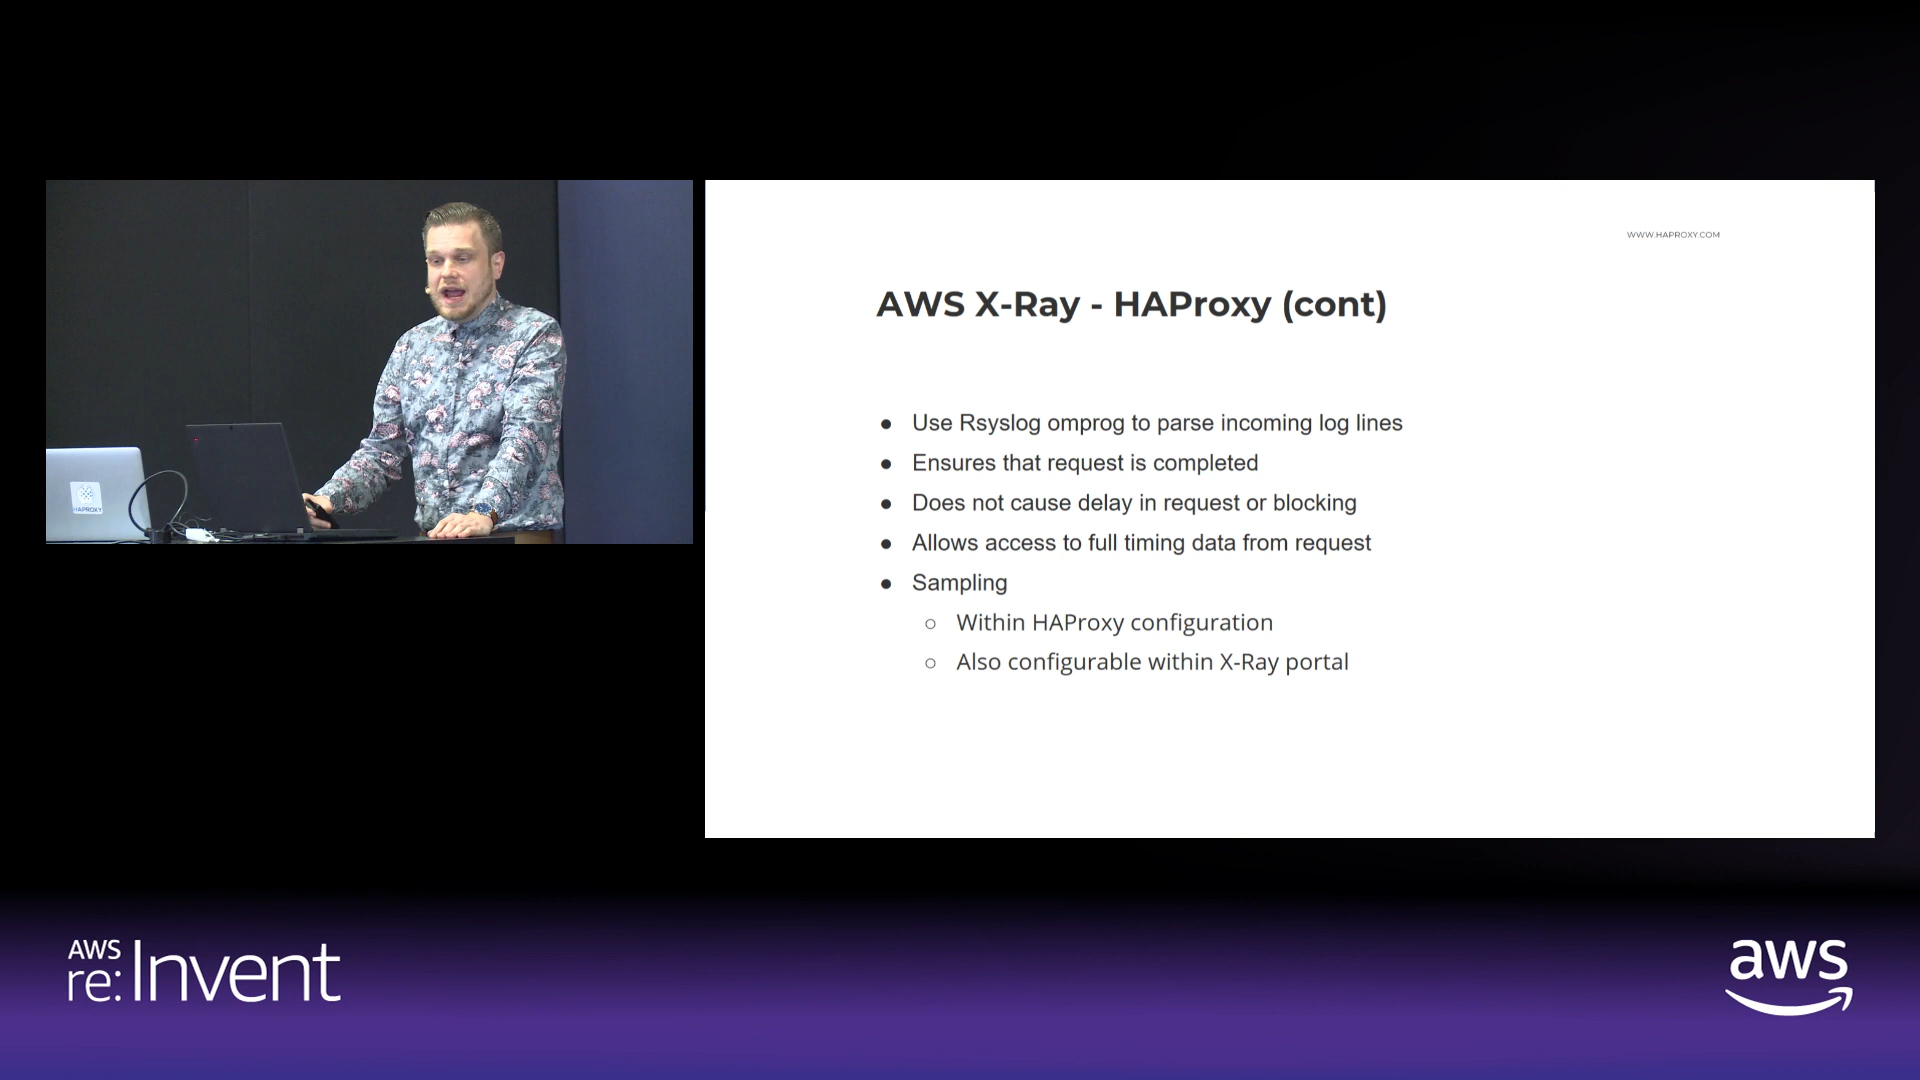 WWW.HAPROXY.COM
AWS X-Ray - HAProxy (cont)
● Use Rsyslog omprog to parse incoming log lines
● Ensures that request is completed
● Does not cause delay in request or blocking
● Allows access to full timing data from request
● Sampling
○ Within HAProxy configuration
○ Also configurable within X-Ray portal
HAPROXY
AWS
re:Invent
aws